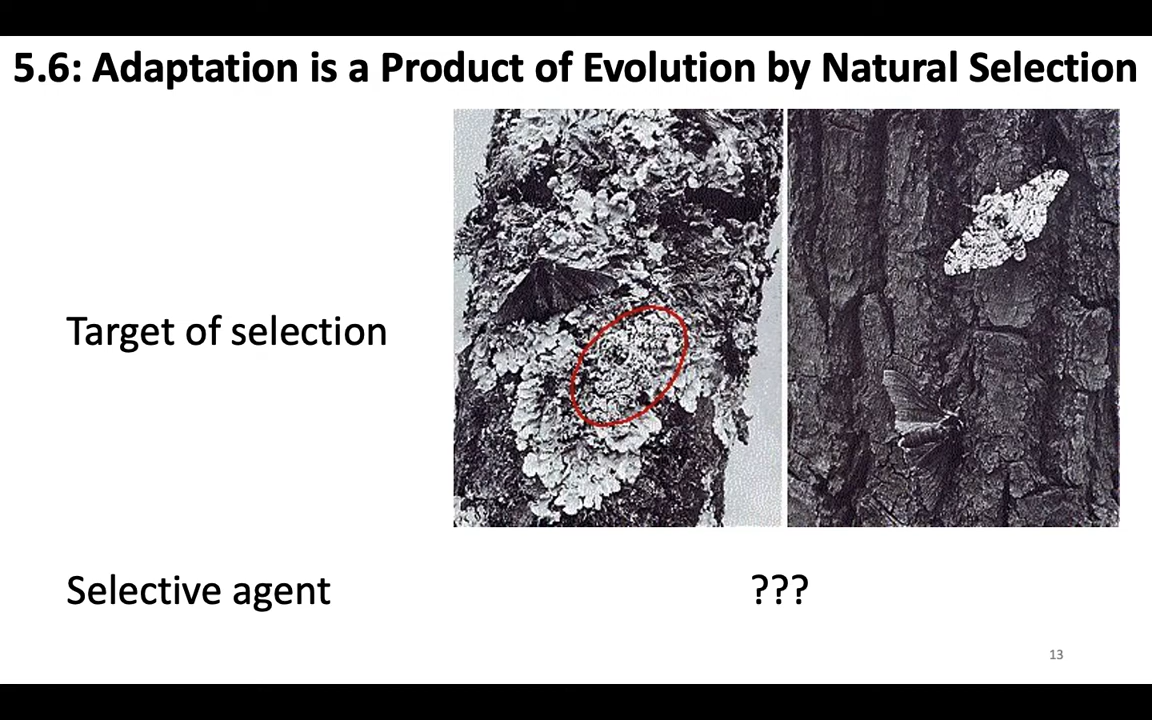 5.6: Adaptation is a Product of Evolution by Natural Selection
Target of selection
Selective agent
???
13